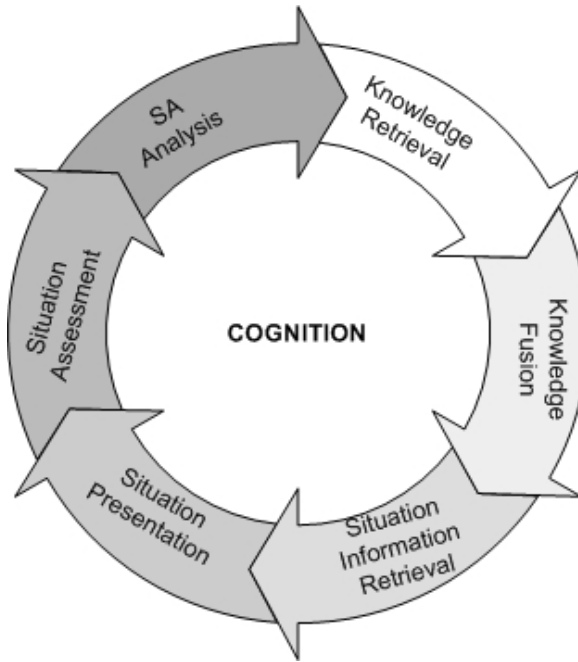 SA
Analysis
Knowledge
Retrieval
Knowledge
Fusion
Situation
Information
Retrieval
Situation
Presentation
Situation
Assessment
COGNITION